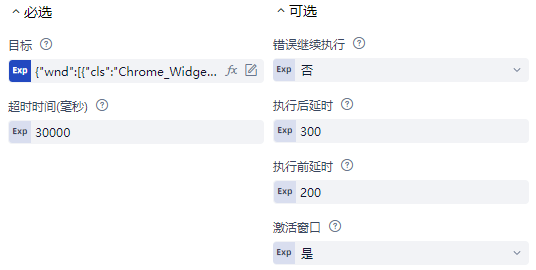 必选
目标
Exp {"wnd":[{"cls":"Chrome_Widge... fx
超时时间(毫秒)
Exp 30000
可选
错误继续执行
Exp 否
执行后延时
Exp 300
执行前延时
Exp 200
激活窗口
Exp 是